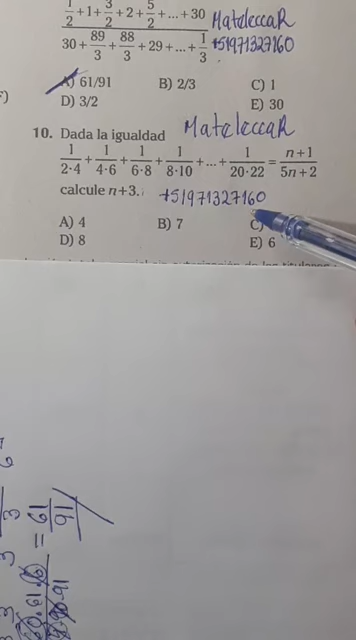 1/2+1+3/2+2+5/2+...+30 MateleccaR
30+89/3+88/3+29+...+1/3 +51971327160
A) 61/91 B) 2/3 C) 1
D) 3/2 E) 30
10. Dada la igualdad MateleccaR
1/2·4+1/4·6+1/6·8+1/8·10+...+1/20·22=n+1/5n+2
calcule n+3. +51971327160
A) 4 B) 7 C)
D) 8 E) 6
= 61/91